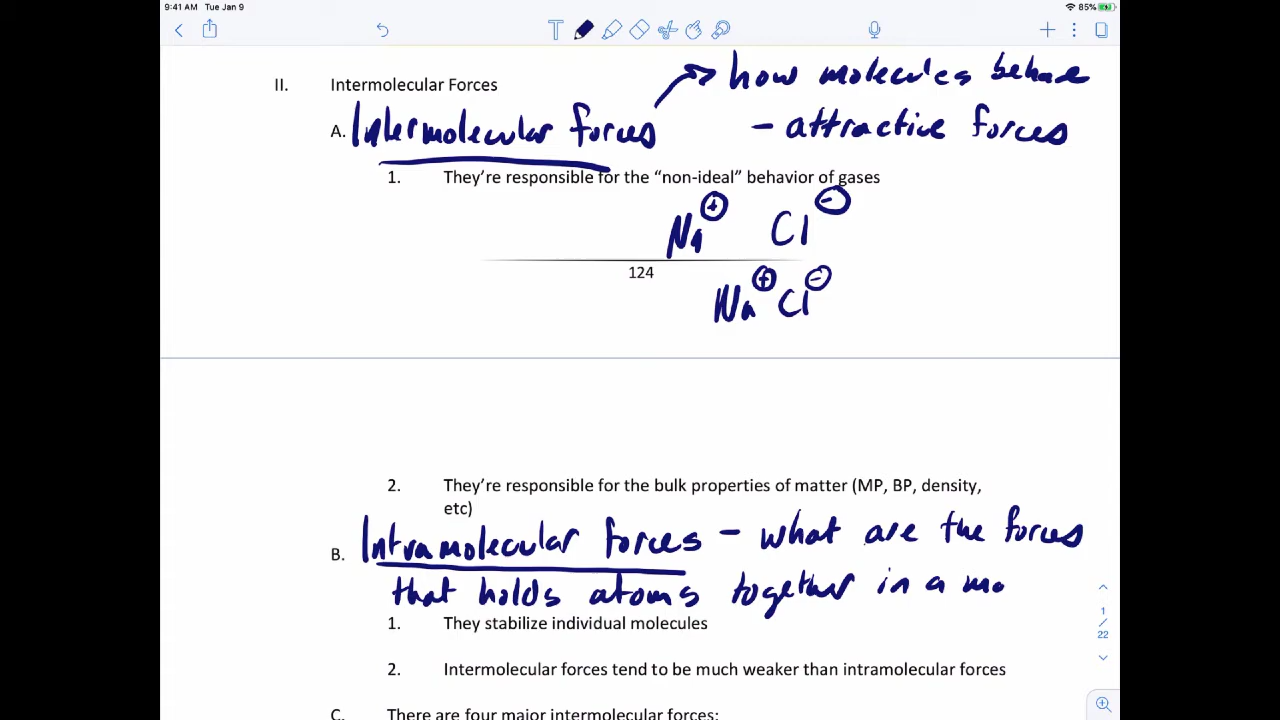 9:41 AM Tue Jan 9
85%
II. Intermolecular Forces
how molecules behave
A. Intermolecular forces
- attractive forces
1. They're responsible for the “non-ideal” behavior of gases
Na + Cl -
124
Na + Cl -
2. They're responsible for the bulk properties of matter (MP, BP, density,
etc)
B. Intramolecular forces - what are the forces
that holds atoms together in a mo
1
/
22
1. They stabilize individual molecules
2. Intermolecular forces tend to be much weaker than intramolecular forces
C. There are four major intermolecular forces: